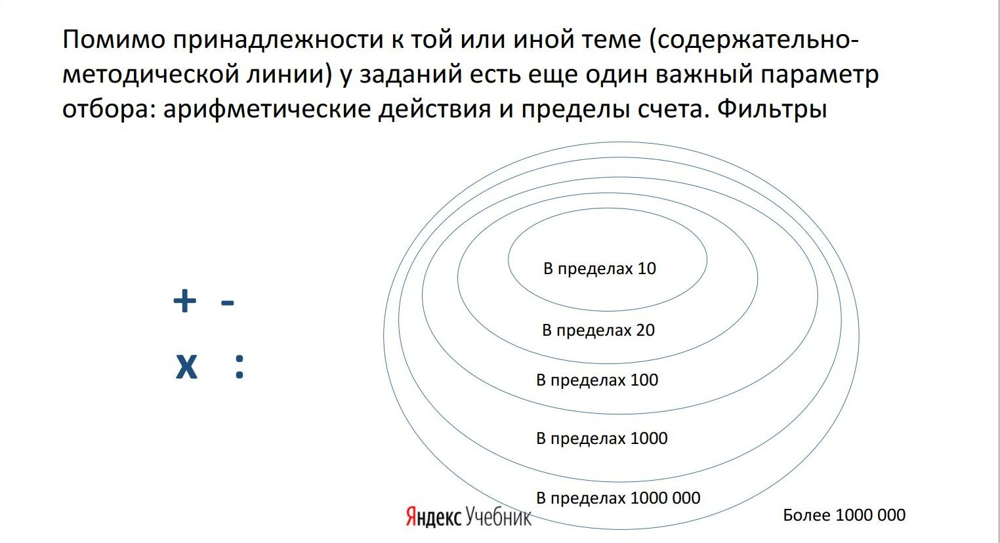 Помимо принадлежности к той или иной теме (содержательно-
методической линии) у заданий есть еще один важный параметр
отбора: арифметические действия и пределы счета. Фильтры
В пределах 10
+ -
В пределах 20
x :
В пределах 100
В пределах 1000
В пределах 1000 000
Яндекс Учебник
Более 1000 000